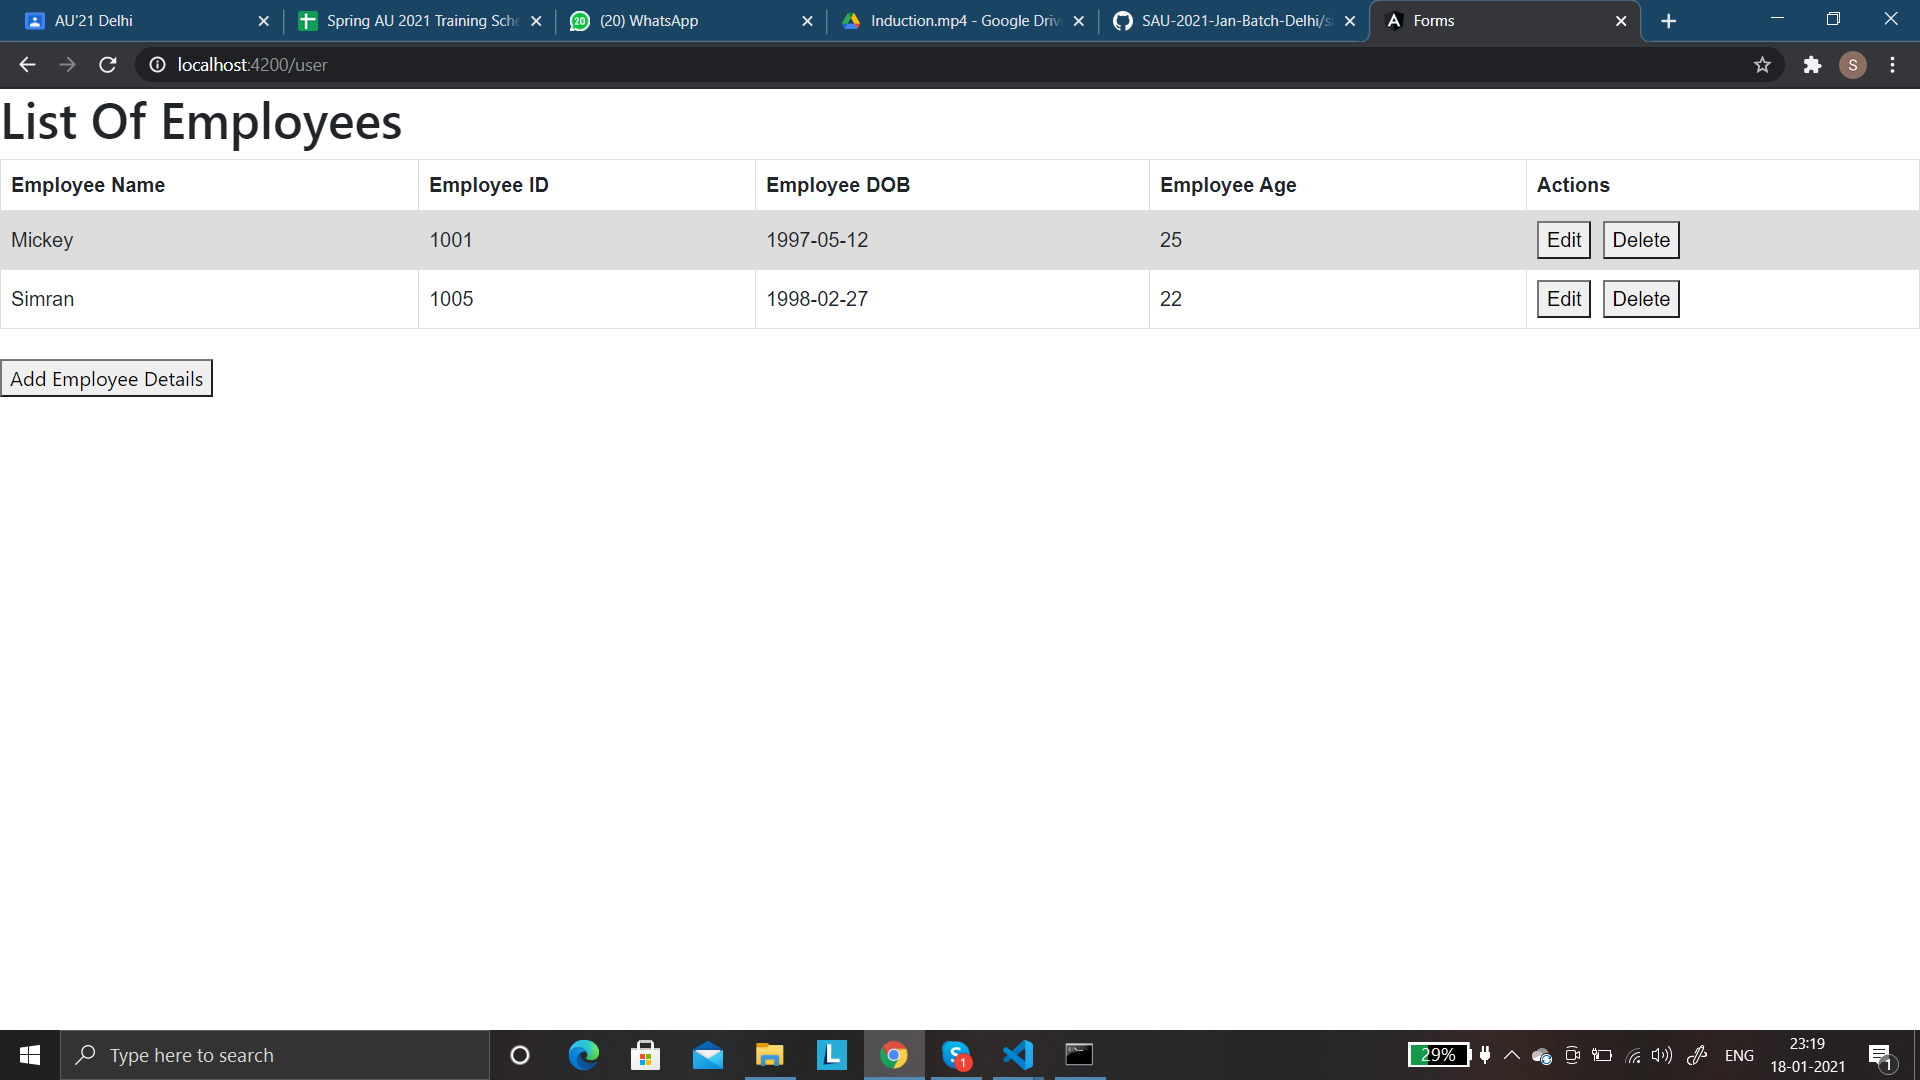 AU'21 Delhi
Spring AU 2021 Training Sche
(20) WhatsApp
Induction.mp4 - Google Driv
SAU-2021-Jan-Batch-Delhi/si
Forms
localhost:4200/user
S
List Of Employees
Employee Name Employee ID Employee DOB Employee Age Actions
Mickey 1001 1997-05-12 25 Edit Delete
Simran 1005 1998-02-27 22 Edit Delete
Add Employee Details
Type here to search
29%
ENG
23:19
18-01-2021
1